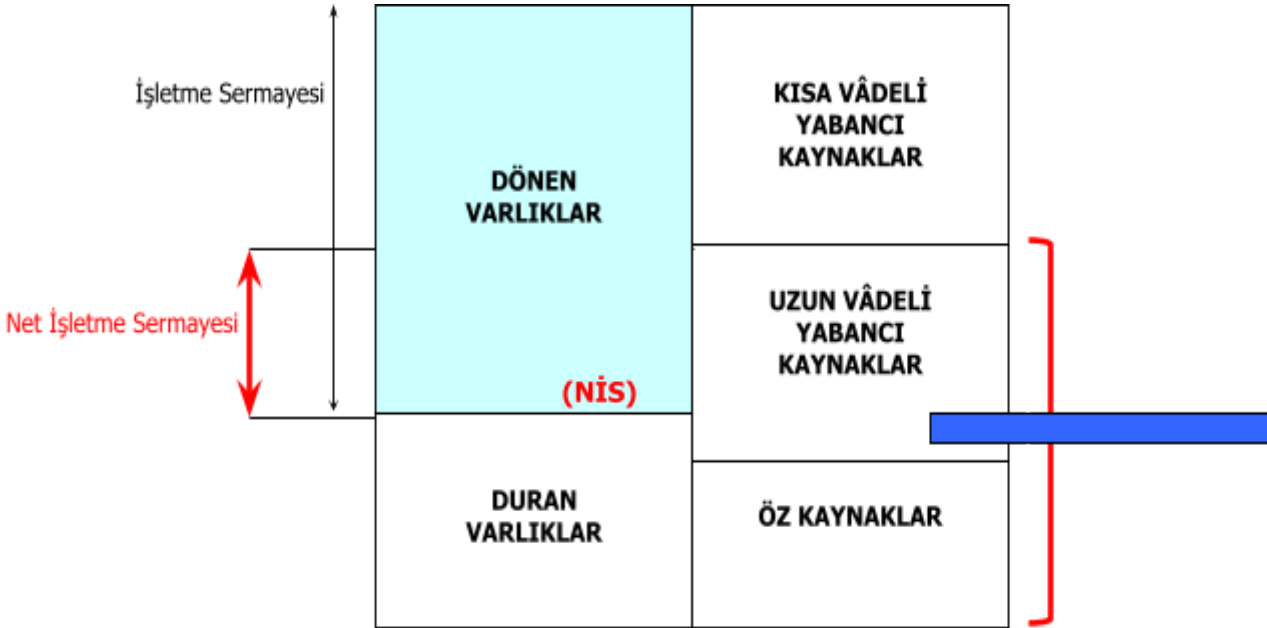 İşletme Sermayesi
Net İşletme Sermayesi
DÖNEN
VARLIKLAR
(NİS)
DURAN
VARLIKLAR
KISA VÂDELİ
YABANCI
KAYNAKLAR
UZUN VÂDELİ
YABANCI
KAYNAKLAR
ÖZ KAYNAKLAR